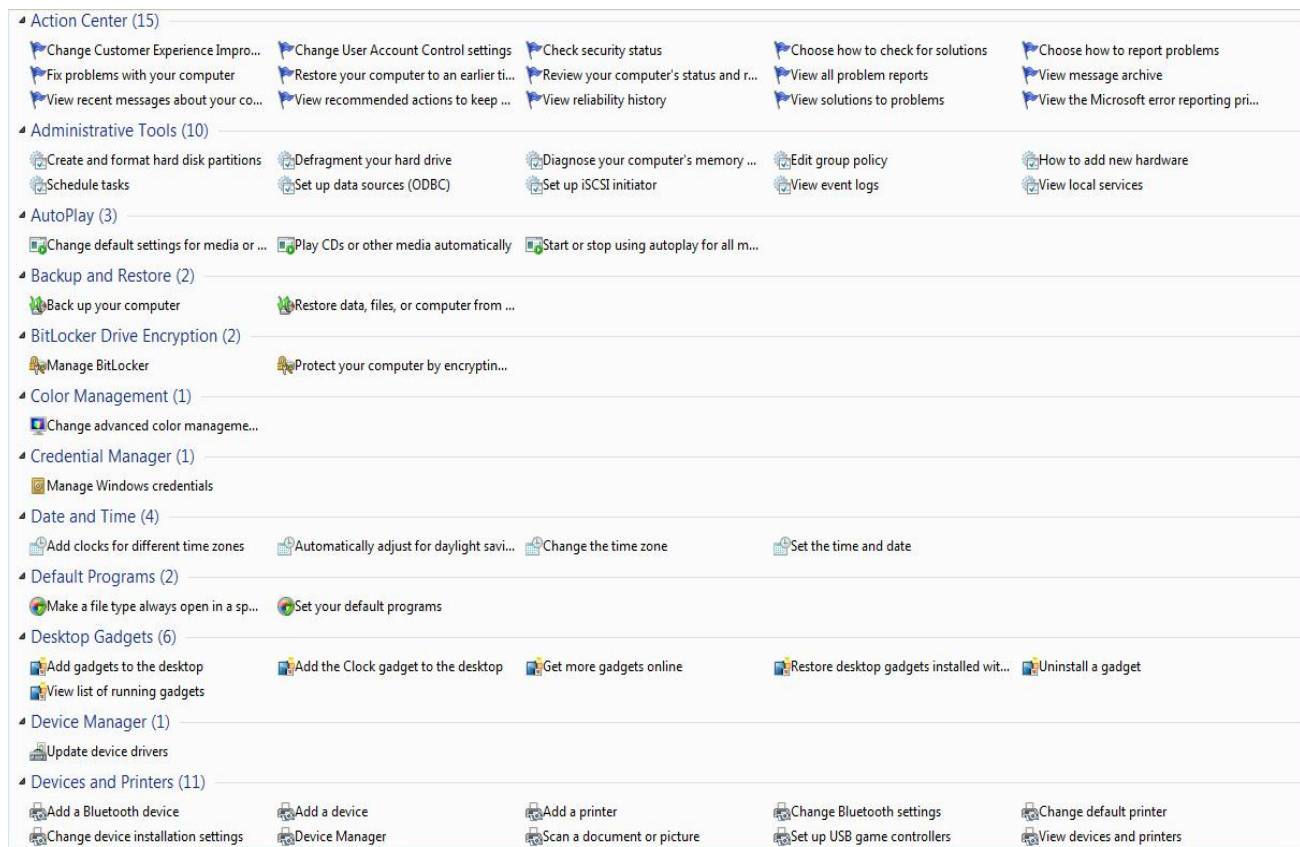 Action Center (15)
Change Customer Experience Impro... Change User Account Control settings Check security status Choose how to check for solutions Choose how to report problems
Fix problems with your computer Restore your computer to an earlier ti... Review your computer's status and r... View all problem reports View message archive
View recent messages about your co... View recommended actions to keep ... View reliability history View solutions to problems View the Microsoft error reporting pri...
Administrative Tools (10)
Create and format hard disk partitions Defragment your hard drive Diagnose your computer's memory ... Edit group policy How to add new hardware
Schedule tasks Set up data sources (ODBC) Set up iSCSI initiator View event logs View local services
AutoPlay (3)
Change default settings for media or ... Play CDs or other media automatically Start or stop using autoplay for all m...
Backup and Restore (2)
Back up your computer Restore data, files, or computer from ...
BitLocker Drive Encryption (2)
Manage BitLocker Protect your computer by encryptin...
Color Management (1)
Change advanced color manageme...
Credential Manager (1)
Manage Windows credentials
Date and Time (4)
Add clocks for different time zones Automatically adjust for daylight savi... Change the time zone Set the time and date
Default Programs (2)
Make a file type always open in a sp... Set your default programs
Desktop Gadgets (6)
Add gadgets to the desktop Add the Clock gadget to the desktop Get more gadgets online Restore desktop gadgets installed wit... Uninstall a gadget
View list of running gadgets
Device Manager (1)
Update device drivers
Devices and Printers (11)
Add a Bluetooth device Add a device Add a printer Change Bluetooth settings Change default printer
Change device installation settings Device Manager Scan a document or picture Set up USB game controllers View devices and printers